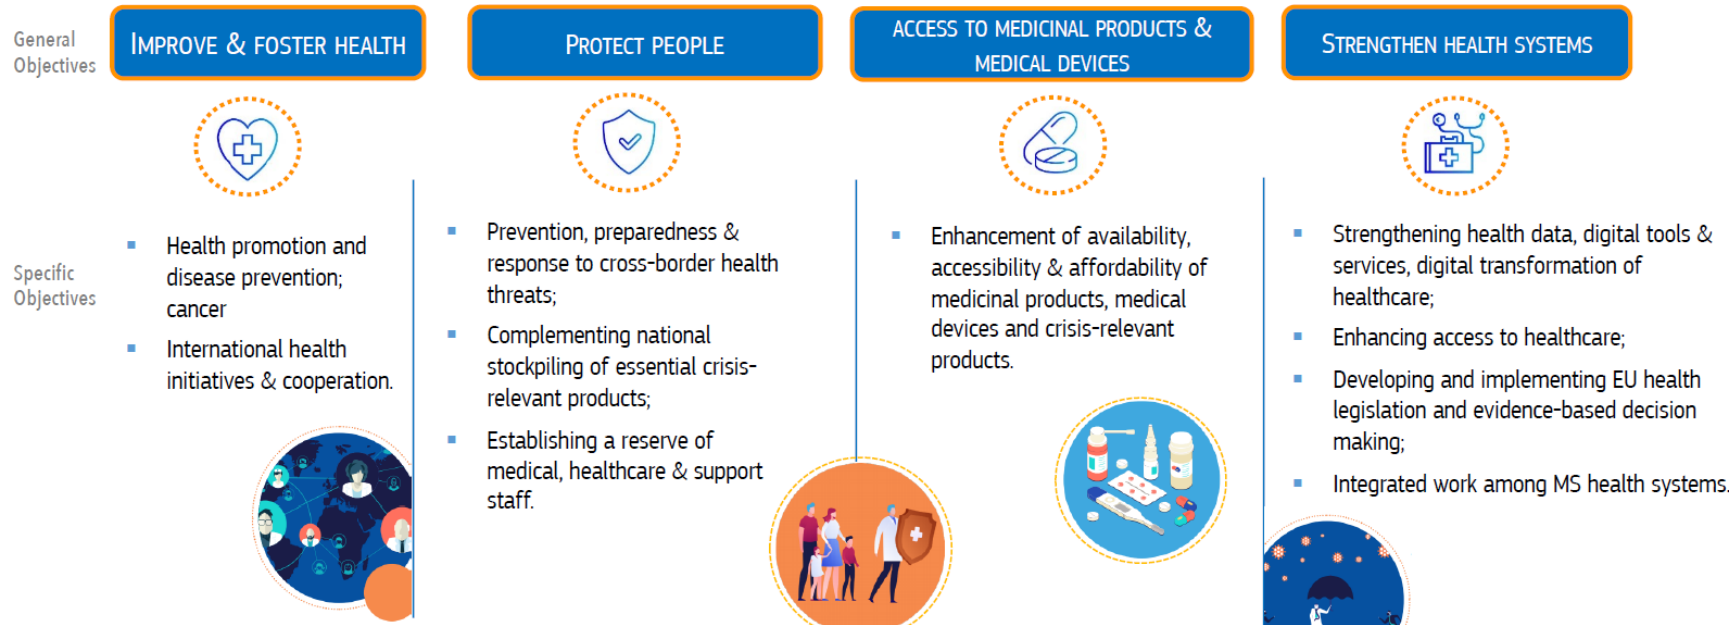 General
Objectives
IMPROVE & FOSTER HEALTH
PROTECT PEOPLE
ACCESS TO MEDICINAL PRODUCTS &
MEDICAL DEVICES
STRENGTHEN HEALTH SYSTEMS
Specific
Objectives
▪ Health promotion and
disease prevention;
cancer
▪ International health
initiatives & cooperation.
▪ Prevention, preparedness &
response to cross-border health
threats;
▪ Complementing national
stockpiling of essential crisis-
relevant products;
▪ Establishing a reserve of
medical, healthcare & support
staff.
▪ Enhancement of availability,
accessibility & affordability of
medicinal products, medical
devices and crisis-relevant
products.
▪ Strengthening health data, digital tools &
services, digital transformation of
healthcare;
▪ Enhancing access to healthcare;
▪ Developing and implementing EU health
legislation and evidence-based decision
making;
▪ Integrated work among MS health systems.